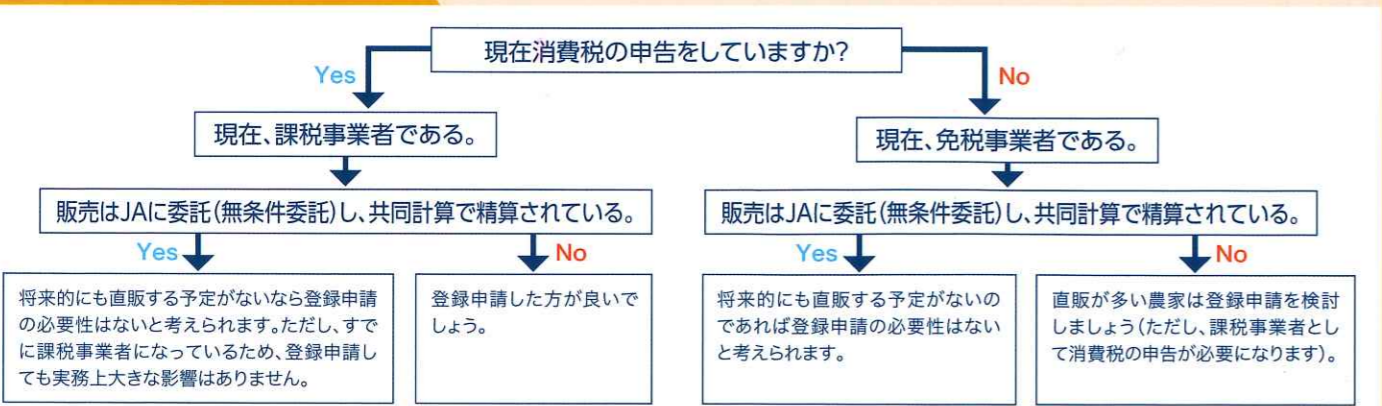 現在消費税の申告をしていますか?
Yes
No
現在、課税事業者である。
現在、免税事業者である。
販売はJAに委託(無条件委託)し、共同計算で精算されている。
販売はJAに委託(無条件委託)し、共同計算で精算されている。
Yes
No
Yes
No
将来的にも直販する予定がないなら登録申請
の必要性はないと考えられます。ただし、すで
に課税事業者になっているため、登録申請し
ても実務上大きな影響はありません。
登録申請した方が良いで
しょう。
将来的にも直販する予定がないの
であれば登録申請の必要性はない
と考えられます。
直販が多い農家は登録申請を検討
しましょう(ただし、課税事業者とし
て消費税の申告が必要になります)。